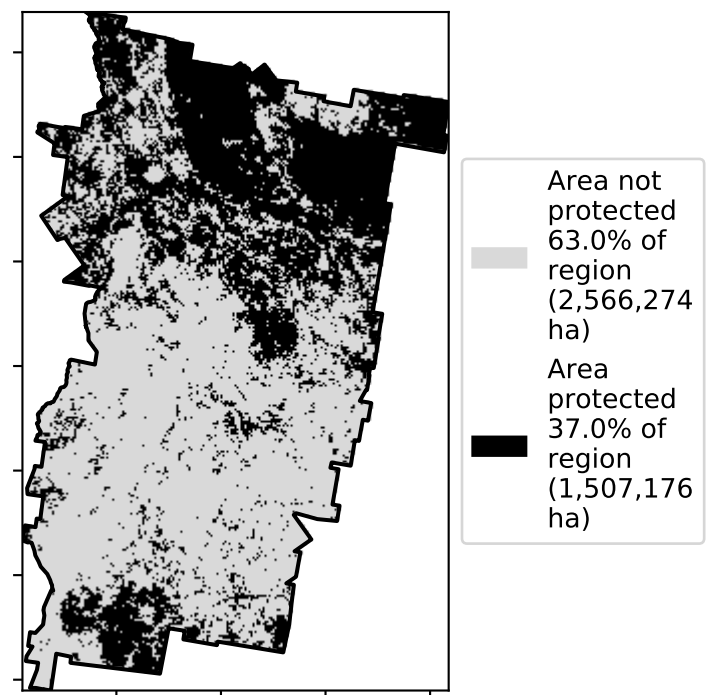 Area not
protected
63.0% of
region
(2,566,274
ha)
Area
protected
37.0% of
region
(1,507,176
ha)